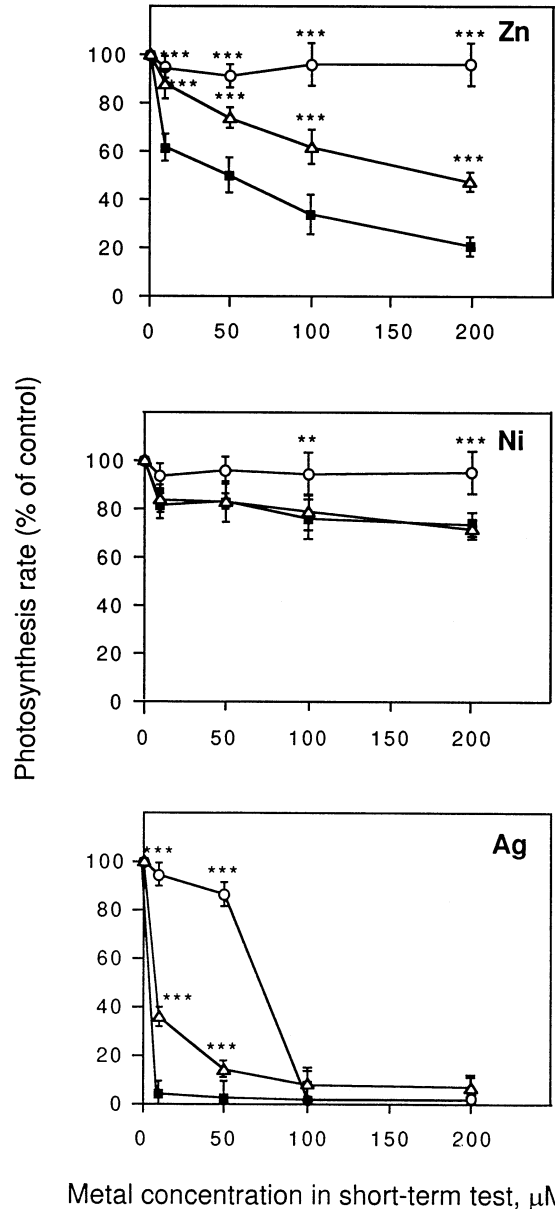 Zn
*** *** *** ***
100
*** *** *** ***
80
60
40
20
0
0 50 100 150 200
Photosynthesis rate (% of control)
** *** Ni
100
80
60
40
20
0
0 50 100 150 200
Ag
*** ***
100
80
60
***
40
***
20
0
0 50 100 150 200
Metal concentration in short-term test, μM